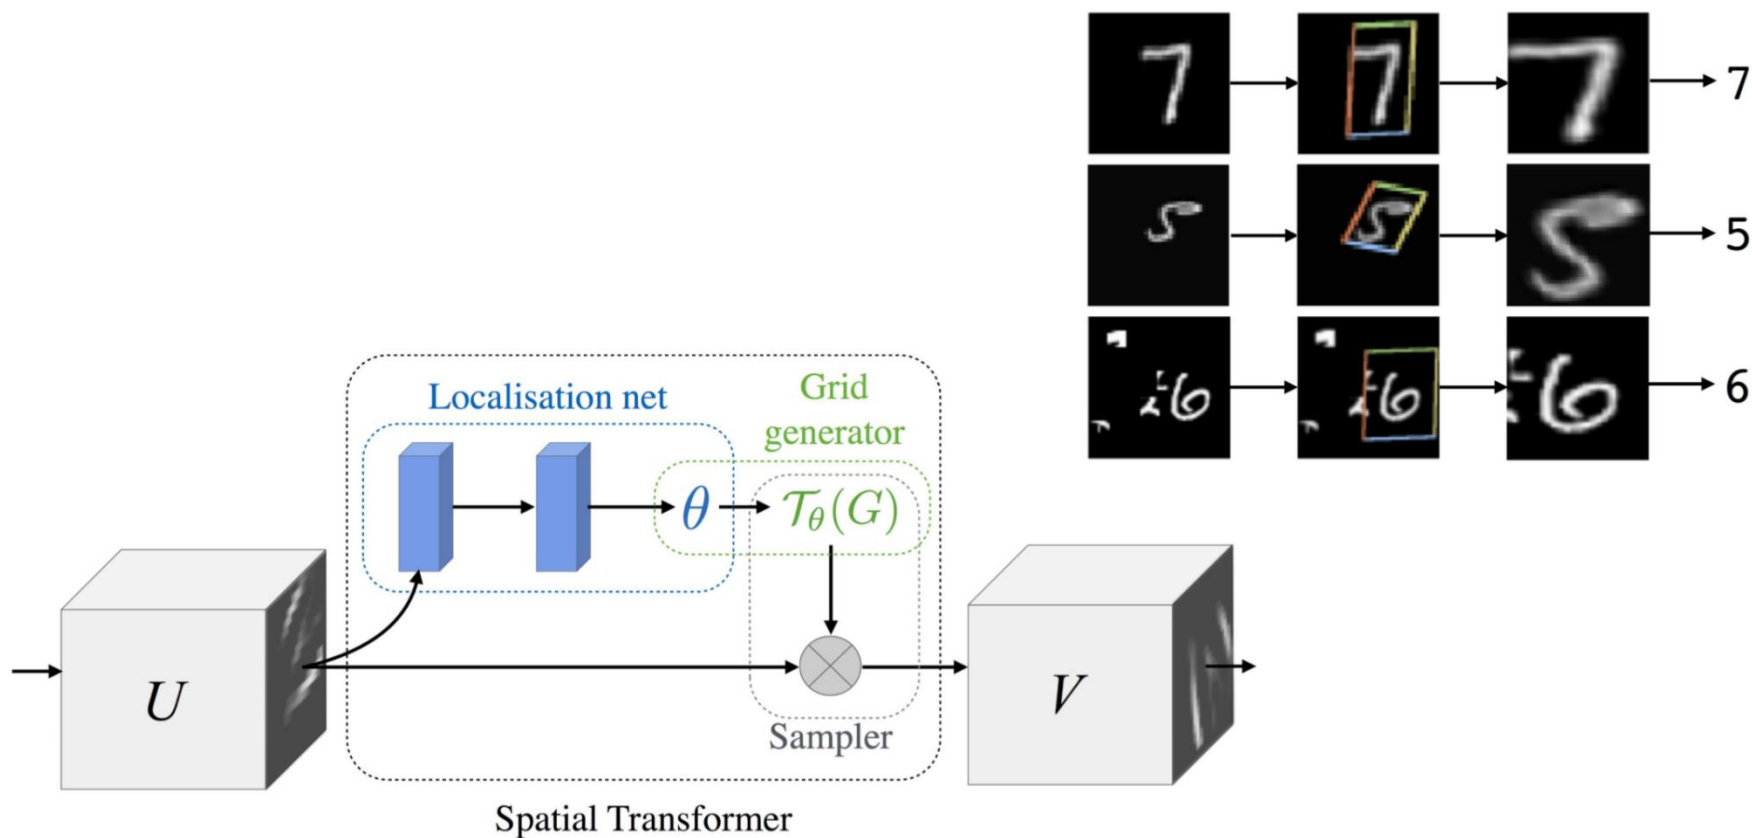 7
5
6
Localisation net
Grid
generator
θ
𝒯θ(G)
U
V
Sampler
Spatial Transformer